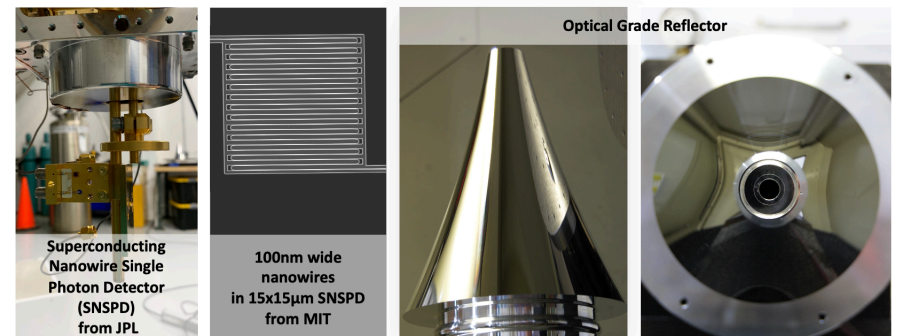 Superconducting
Nanowire Single
Photon Detector
(SNSPD)
from JPL
100nm wide
nanowires
in 15x15μm SNSPD
from MIT
Optical Grade Reflector